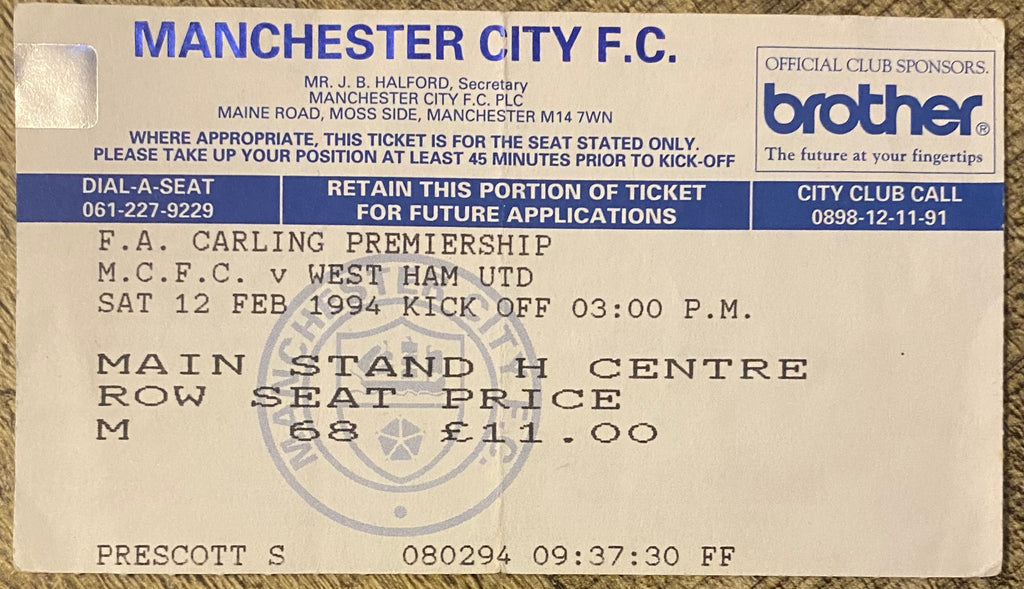 MANCHESTER CITY F.C.
MR. J. B. HALFORD, Secretary
MANCHESTER CITY F.C. PLC
MAINE ROAD, MOSS SIDE, MANCHESTER M14 7WN
WHERE APPROPRIATE, THIS TICKET IS FOR THE SEAT STATED ONLY.
PLEASE TAKE UP YOUR POSITION AT LEAST 45 MINUTES PRIOR TO KICK-OFF
OFFICIAL CLUB SPONSORS.
brother®
The future at your fingertips
DIAL-A-SEAT
061-227-9229
RETAIN THIS PORTION OF TICKET
FOR FUTURE APPLICATIONS
CITY CLUB CALL
0898-12-11-91
F.A. CARLING PREMIERSHIP
M.C.F.C. v WEST HAM UTD
SAT 12 FEB 1994 KICK OFF 03:00 P.M.
MANCHESTER CITY F.C.
MAIN STAND H CENTRE
ROW SEAT PRICE
M 68 £11.00
PRESCOTT S 080294 09:37:30 FF